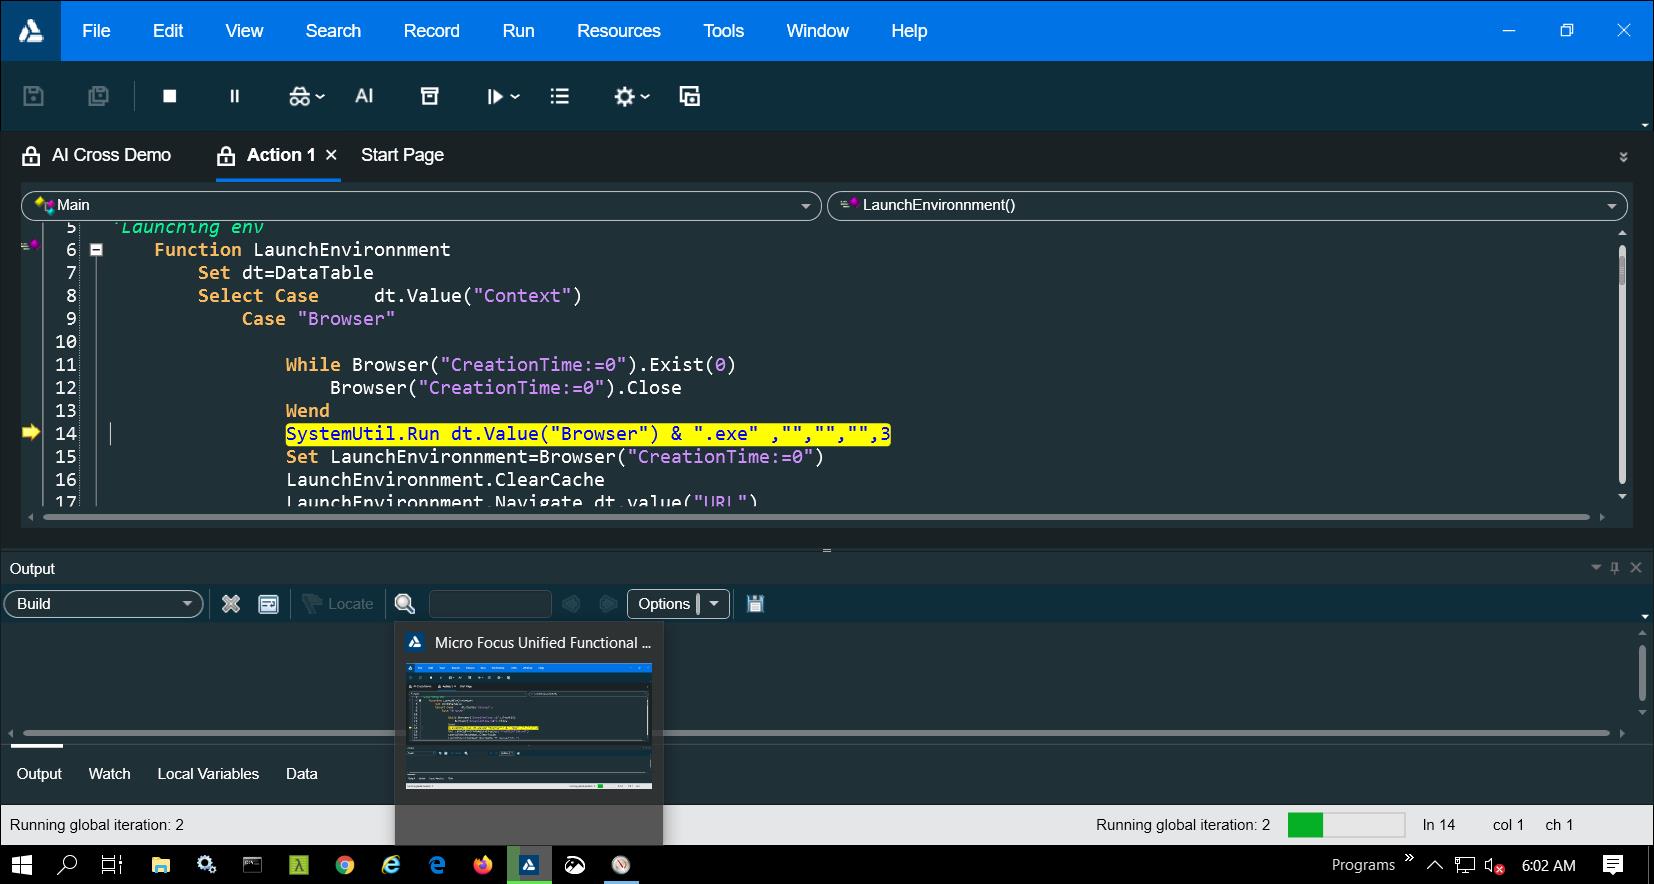 File Edit View Search Record Run Resources Tools Window Help
AI
AI Cross Demo Action 1 Start Page
Main LaunchEnvironnment()
5 'Launching env
6 Function LaunchEnvironnment
7 Set dt=DataTable
8 Select Case dt.Value("Context")
9 Case "Browser"
10
11 While Browser("CreationTime:=0").Exist(0)
12 Browser("CreationTime:=0").Close
13 Wend
14 SystemUtil.Run dt.Value("Browser") & ".exe" ,"","","",3
15 Set LaunchEnvironnment=Browser("CreationTime:=0")
16 LaunchEnvironnment.ClearCache
17 LaunchEnvironnment.Navigate dt.value("URL")
Output
Build Locate Options
Micro Focus Unified Functional ...
Output Watch Local Variables Data
Running global iteration: 2 Running global iteration: 2 ln 14 col 1 ch 1
Programs » 6:02 AM